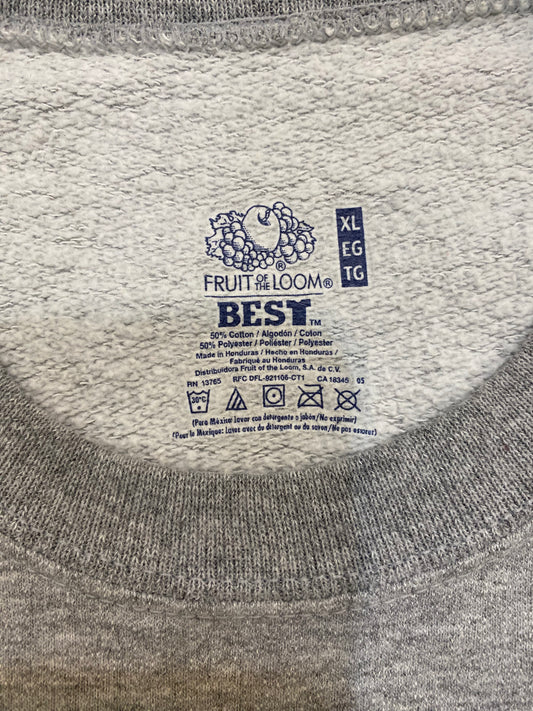 XL
EG
TG
FRUIT OF THE LOOM®
BEST™
50% Cotton / Algodón / Coton
50% Polyester / Poliéster / Polyester
Made in Honduras / Hecho en Honduras /
Fabriqué au Honduras
Distribuidora Fruit of the Loom, S.A. de C.V.
RN 13765 RFC DFL-921106-CT1 CA 18345 05
30°C
(Para México: Lavar con detergente o jabón/No exprimir)
(Pour le Mexique: Laver avec du détergent ou du savon/Ne pas essorer)